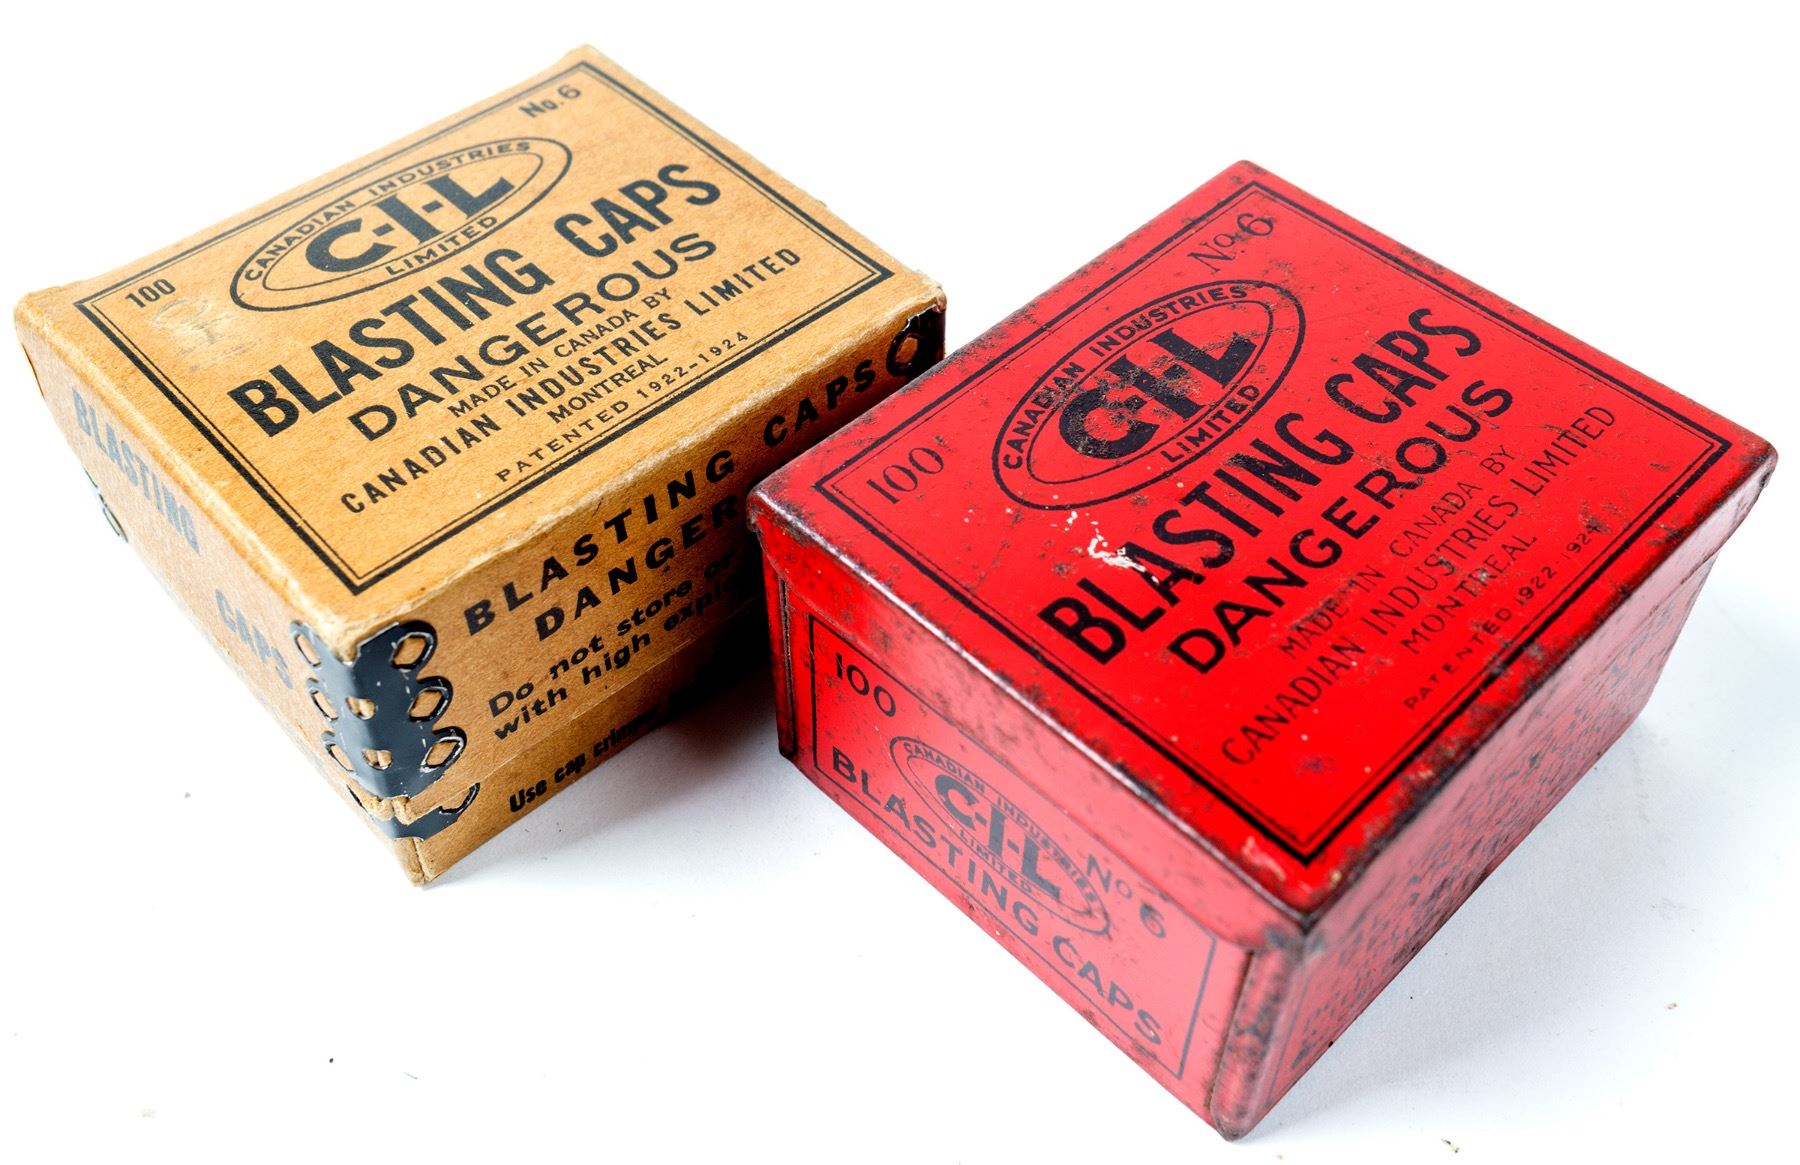 100 No. 6
CANADIAN INDUSTRIES
C-I-L
LIMITED
BLASTING CAPS
DANGEROUS
MADE IN CANADA BY
CANADIAN INDUSTRIES LIMITED
MONTREAL
PATENTED 1922-1924
BLASTING CAPS
BLASTING CAPS
Do not store
with high
Use cap
100 No. 6
CANADIAN INDUSTRIES
C-I-L
LIMITED
BLASTING CAPS
DANGEROUS
MADE IN CANADA BY
CANADIAN INDUSTRIES LIMITED
MONTREAL
PATENTED 1922-1924
100 No 6
CANADIAN INDUSTRIES
C-I-L
LIMITED
BLASTING CAPS